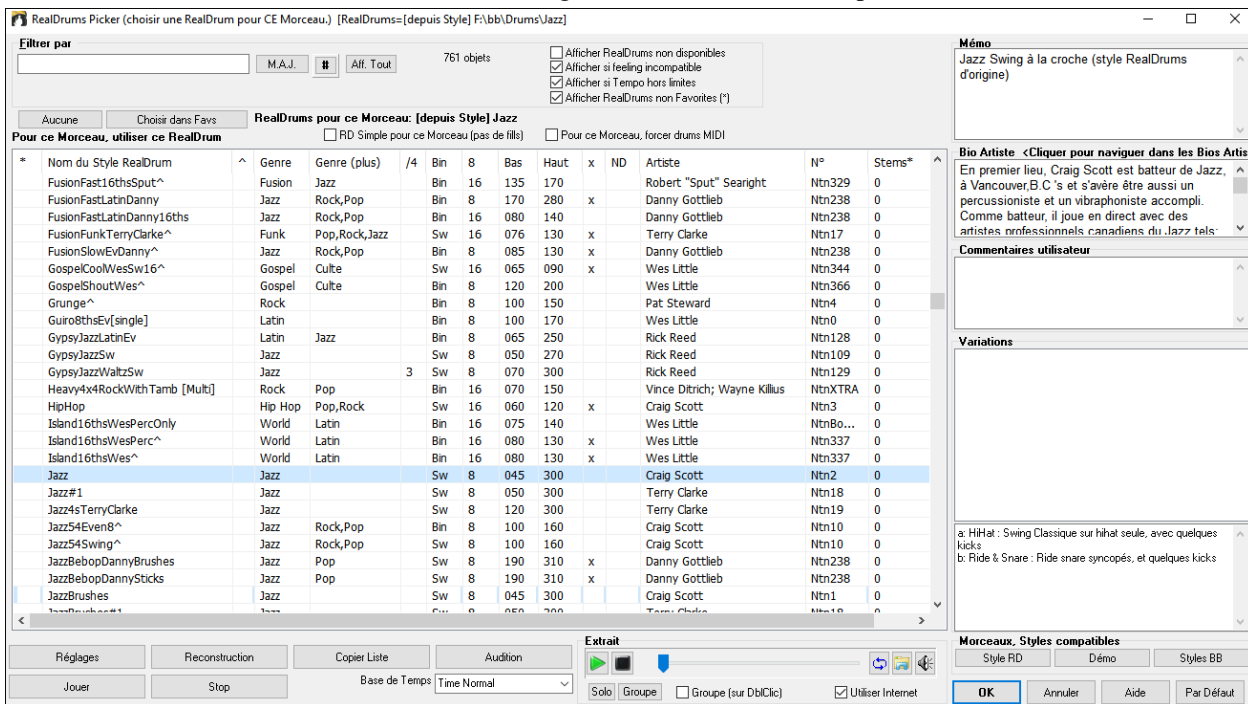 RealDrums Picker (choisir une RealDrum pour CE Morceau.) [RealDrums=[depuis Style] F:\bb\Drums\Jazz]
Filtrer par
M.A.J. # Aff. Tout 761 objets
Afficher RealDrums non disponibles
Afficher si feeling incompatible
Afficher si Tempo hors limites
Afficher RealDrums non Favorites (*)
Aucune Choisir dans Favs RealDrums pour ce Morceau: [depuis Style] Jazz
Pour ce Morceau, utiliser ce RealDrum RD Simple pour ce Morceau (pas de fills) Pour ce Morceau, forcer drums MIDI
* Nom du Style RealDrum ^ Genre Genre (plus) /4 Bin 8 Bas Haut x ND Artiste N° Stems*
FusionFast16thsSput^ Fusion Jazz Bin 16 135 170 Robert "Sput" Searight Ntn329 0
FusionFastLatinDanny Jazz Rock,Pop Bin 8 170 280 x Danny Gottlieb Ntn238 0
FusionFastLatinDanny16ths Jazz Rock,Pop Bin 16 080 140 Danny Gottlieb Ntn238 0
FusionFunkTerryClarke^ Funk Pop,Rock,Jazz Sw 16 076 130 x Terry Clarke Ntn17 0
FusionSlowEvDanny^ Jazz Rock,Pop Bin 8 085 130 x Danny Gottlieb Ntn238 0
GospelCoolWesSw16^ Gospel Culte Sw 16 065 090 x Wes Little Ntn344 0
GospelShoutWes^ Gospel Culte Bin 8 120 200 Wes Little Ntn366 0
Grunge^ Rock Bin 8 100 150 Pat Steward Ntn4 0
Guiro8thsEv[single] Latin Bin 8 100 170 Wes Little Ntn0 0
GypsyJazzLatinEv Latin Jazz Bin 8 065 250 Rick Reed Ntn128 0
GypsyJazzSw Jazz Sw 8 050 270 Rick Reed Ntn109 0
GypsyJazzWaltzSw Jazz 3 Sw 8 070 300 Rick Reed Ntn129 0
Heavy4x4RockWithTamb [Multi] Rock Pop Bin 16 070 150 Vince Ditrich; Wayne Killius NtnXTRA 0
HipHop Hip Hop Pop,Rock Sw 16 060 120 x Craig Scott Ntn3 0
Island16thsWesPercOnly World Latin Bin 16 075 140 Wes Little NtnBo... 0
Island16thsWesPerc^ World Latin Bin 16 080 130 x Wes Little Ntn337 0
Island16thsWes^ World Latin Bin 16 080 130 x Wes Little Ntn337 0
Jazz Jazz Sw 8 045 300 Craig Scott Ntn2 0
Jazz#1 Jazz Sw 8 050 300 Terry Clarke Ntn18 0
Jazz4sTerryClarke Jazz Sw 8 120 300 Terry Clarke Ntn19 0
Jazz54Even8^ Jazz Rock,Pop Bin 8 100 160 Craig Scott Ntn10 0
Jazz54Swing^ Jazz Rock,Pop Sw 8 100 160 Craig Scott Ntn10 0
JazzBebopDannyBrushes Jazz Pop Sw 8 190 310 x Danny Gottlieb Ntn238 0
JazzBebopDannySticks Jazz Pop Sw 8 190 310 x Danny Gottlieb Ntn238 0
JazzBrushes Jazz Sw 8 045 300 Craig Scott Ntn1 0
Réglages Reconstruction Copier Liste Audition
Jouer Stop Base de Temps Time Normal
Extrait
Solo Groupe Groupe (sur DblClic) Utiliser Internet
Mémo
Jazz Swing à la croche (style RealDrums
d'origine)
Bio Artiste <Cliquer pour naviguer dans les Bios Artis
En premier lieu, Craig Scott est batteur de Jazz,
à Vancouver,B.C 's et s'avère être aussi un
percussioniste et un vibraphoniste accompli.
Comme batteur, il joue en direct avec des
artistes professionnels canadiens du Jazz tels:
Commentaires utilisateur
Variations
a: HiHat : Swing Classique sur hihat seule, avec quelques
kicks
b: Ride & Snare : Ride snare syncopés, et quelques kicks
Morceaux, Styles compatibles
Style RD Démo Styles BB
OK Annuler Aide Par Défaut